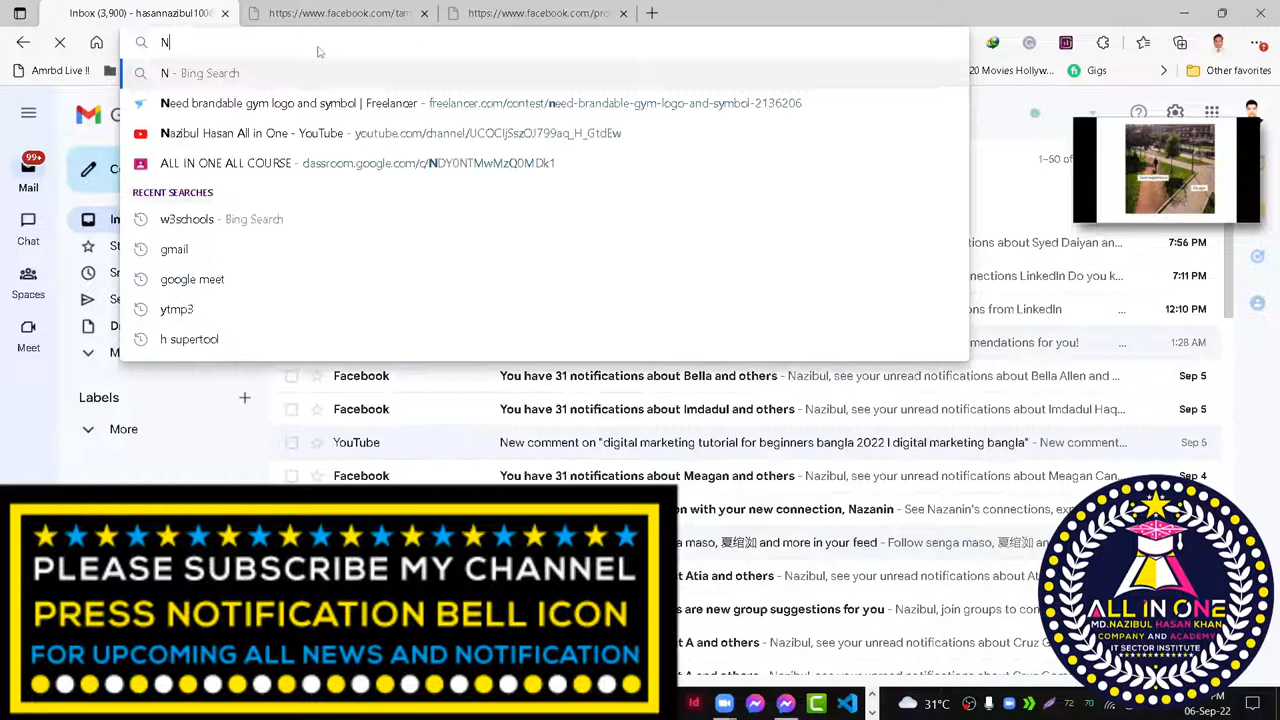 Inbox (3,900) - hasannazibul100
https://www.facebook.com/tam
https://www.facebook.com/pro
N
Amrbd Live !!
20 Movies Hollyw...
Gigs
Other favorites
N - Bing Search
Need brandable gym logo and symbol | Freelancer - freelancer.com/contest/need-brandable-gym-logo-and-symbol-2136206
Nazibul Hasan All in One - YouTube - youtube.com/channel/UCOCIjSszOJ799aq_H_GtdEw
ALL IN ONE ALL COURSE - classroom.google.com/c/NDY0NTMwMzQ0MDk1
RECENT SEARCHES
w3schools - Bing Search
gmail
google meet
ytmp3
h supertool
99+
Mail
Chat
Spaces
Meet
1–50 of
tions about Syed Daiyan an... 7:56 PM
nections LinkedIn Do you k... 7:11 PM
ons from LinkedIn ... 12:10 PM
mendations for you! 1:28 AM
Labels
More
Facebook You have 31 notifications about Bella and others - Nazibul, see your unread notifications about Bella Allen and ... Sep 5
Facebook You have 31 notifications about Imdadul and others - Nazibul, see your unread notifications about Imdadul Haq... Sep 5
YouTube New comment on "digital marketing tutorial for beginners bangla 2022 l digital marketing bangla" - New comment... Sep 5
Facebook You have 31 notifications about Meagan and others - Nazibul, see your unread notifications about Meagan Can... Sep 4
on with your new connection, Nazanin - See Nazanin's connections, exp
a maso, 夏绾洳 and more in your feed - Follow senga maso, 夏绾洳
t Atia and others - Nazibul, see your unread notifications about At
s are new group suggestions for you - Nazibul, join groups to con
t A and others - Nazibul, see your unread notifications about Cruz G
PLEASE SUBSCRIBE MY CHANNEL
PRESS NOTIFICATION BELL ICON
FOR UPCOMING ALL NEWS AND NOTIFICATION
ALL IN ONE
MD.NAZIBUL HASAN KHAN
COMPANY AND ACADEMY
IT SECTOR INSTITUTE
31°C
72
70
PM
06-Sep-22